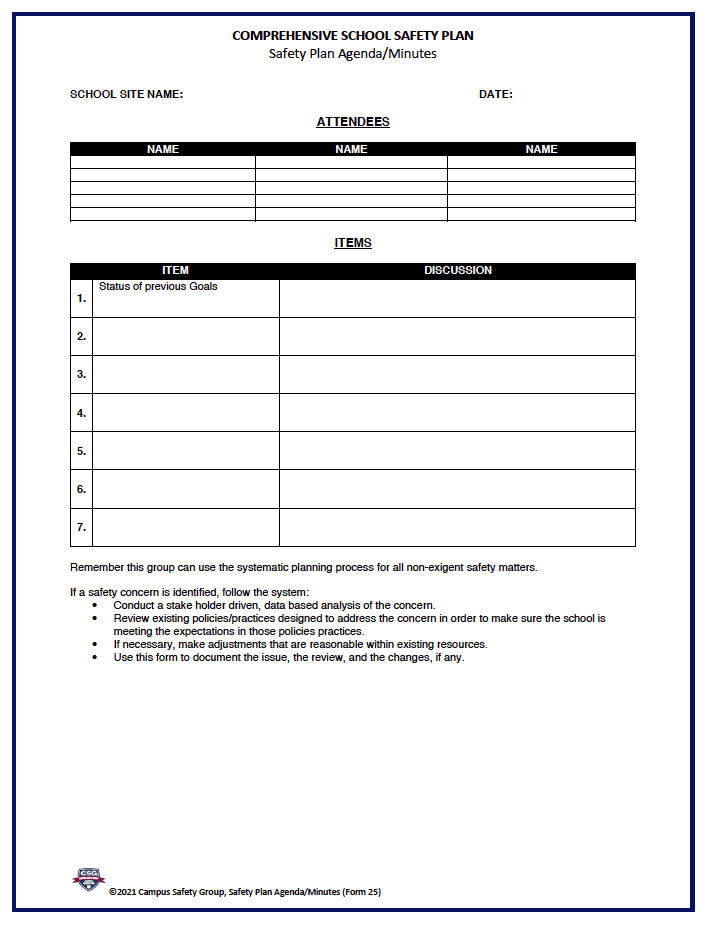 COMPREHENSIVE SCHOOL SAFETY PLAN
Safety Plan Agenda/Minutes
SCHOOL SITE NAME: DATE:
ATTENDEES
NAME NAME NAME
ITEMS
ITEM DISCUSSION
1. Status of previous Goals
2.
3.
4.
5.
6.
7.
Remember this group can use the systematic planning process for all non-exigent safety matters.
If a safety concern is identified, follow the system:
• Conduct a stake holder driven, data based analysis of the concern.
• Review existing policies/practices designed to address the concern in order to make sure the school is
meeting the expectations in those policies practices.
• If necessary, make adjustments that are reasonable within existing resources.
• Use this form to document the issue, the review, and the changes, if any.
CSG
©2021 Campus Safety Group, Safety Plan Agenda/Minutes (Form 25)